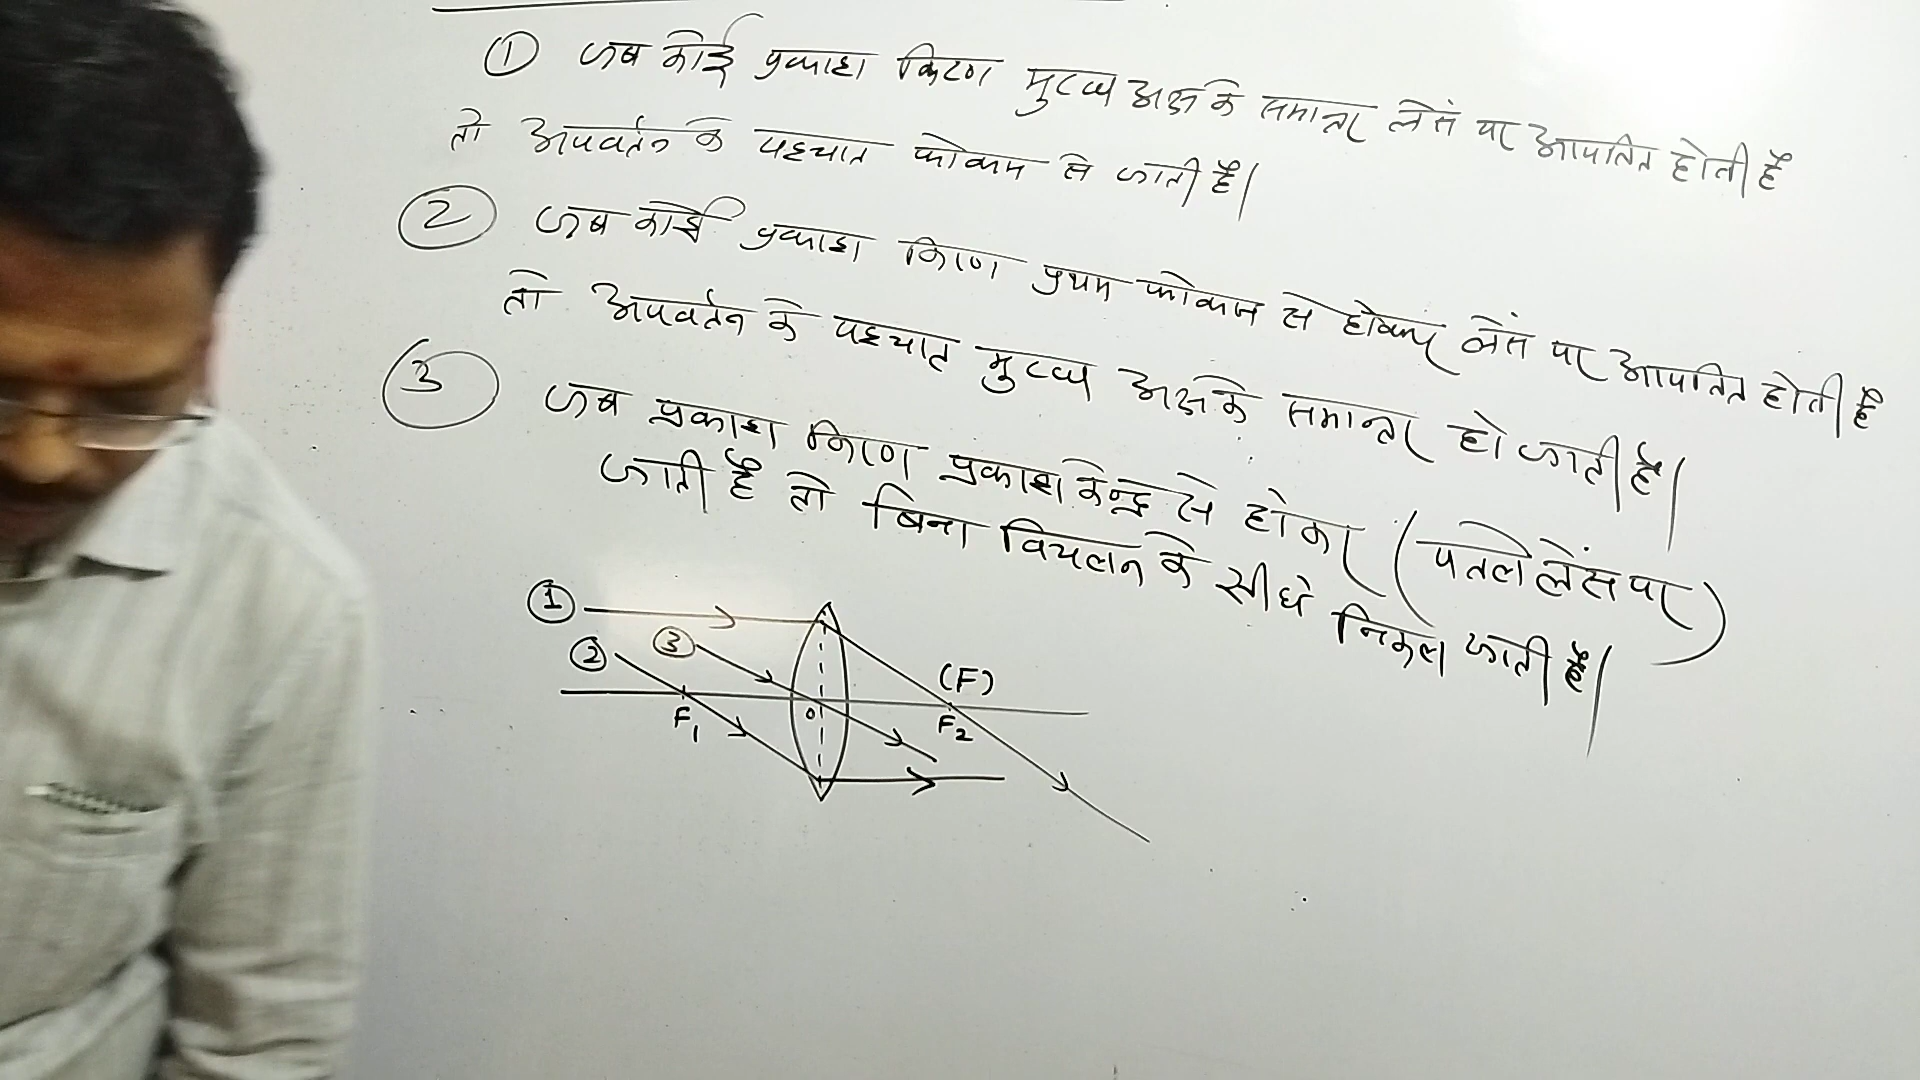 ① जब कोई प्रकाश किरण मुख्य अक्ष के समान्तर लेंस पर आपतित होती है
तो अपवर्तन के पश्चात फोकस से जाती है।
② जब कोई प्रकाश किरण प्रथम फोकस से होकर लेंस पर आपतित होती है
तो अपवर्तन के पश्चात् मुख्य अक्ष के समान्तर हो जाती है।
③ जब प्रकाश किरण प्रकाश केन्द्र से होकर (पतले लेंस पर)
जाती है तो बिना विचलन के सीधे निकल जाती है।
①
② ③
(F)
F₁ O F₂